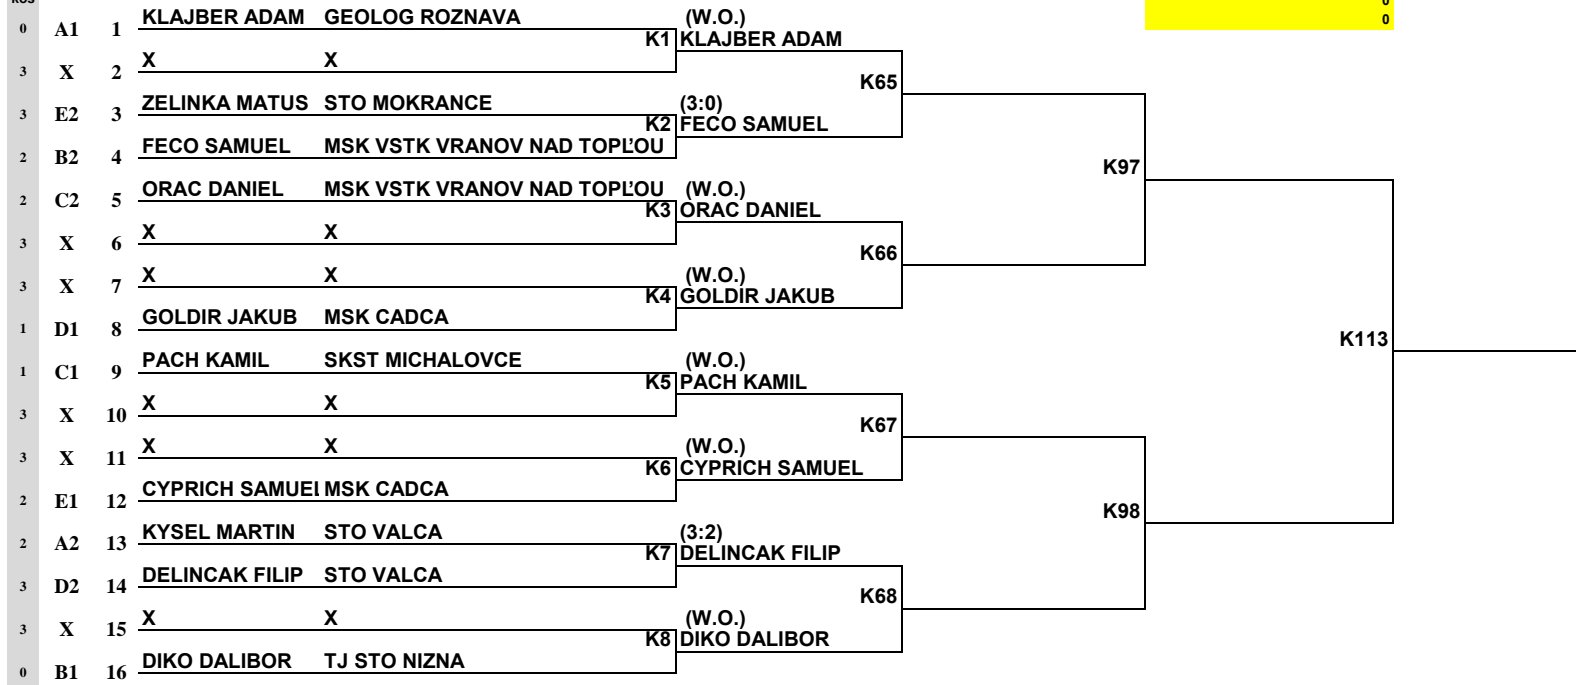 ROS
0
0 A1 1 KLAJBER ADAM GEOLOG ROZNAVA (W.O.)
0
K1 KLAJBER ADAM
3 X 2 X X
K65
3 E2 3 ZELINKA MATUS STO MOKRANCE (3:0)
K2 FECO SAMUEL
2 B2 4 FECO SAMUEL MSK VSTK VRANOV NAD TOPĽOU
K97
2 C2 5 ORAC DANIEL MSK VSTK VRANOV NAD TOPĽOU (W.O.)
K3 ORAC DANIEL
3 X 6 X X
K66
3 X 7 X X (W.O.)
K4 GOLDIR JAKUB
1 D1 8 GOLDIR JAKUB MSK CADCA
K113
1 C1 9 PACH KAMIL SKST MICHALOVCE (W.O.)
K5 PACH KAMIL
3 X 10 X X
K67
3 X 11 X X (W.O.)
K6 CYPRICH SAMUEL
2 E1 12 CYPRICH SAMUEL MSK CADCA
K98
2 A2 13 KYSEL MARTIN STO VALCA (3:2)
K7 DELINCAK FILIP
3 D2 14 DELINCAK FILIP STO VALCA
K68
3 X 15 X X (W.O.)
K8 DIKO DALIBOR
0 B1 16 DIKO DALIBOR TJ STO NIZNA